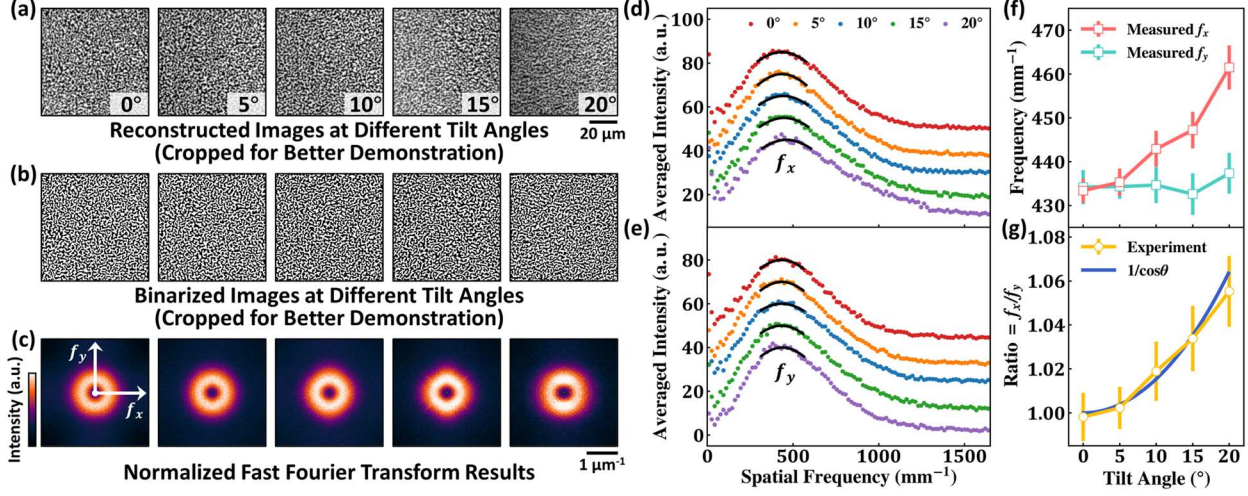 (a)
0°
5°
10°
15°
20°
Reconstructed Images at Different Tilt Angles
(Cropped for Better Demonstration)
20 μm
(b)
Binarized Images at Different Tilt Angles
(Cropped for Better Demonstration)
(c)
Intensity (a.u.)
f_y
f_x
Normalized Fast Fourier Transform Results
1 μm⁻¹
(d)
Averaged Intensity (a. u.)
100
80
60
40
20
0° 5° 10° 15° 20°
f_x
(e)
Averaged Intensity (a. u.)
100
80
60
40
20
0
f_y
0 500 1000 1500
Spatial Frequency (mm⁻¹)
(f)
Frequency (mm⁻¹)
470
460
450
440
430
Measured f_x
Measured f_y
(g)
Ratio = f_x/f_y
1.08
1.06
1.04
1.02
1.00
Experiment
1/cosθ
0 5 10 15 20
Tilt Angle (°)